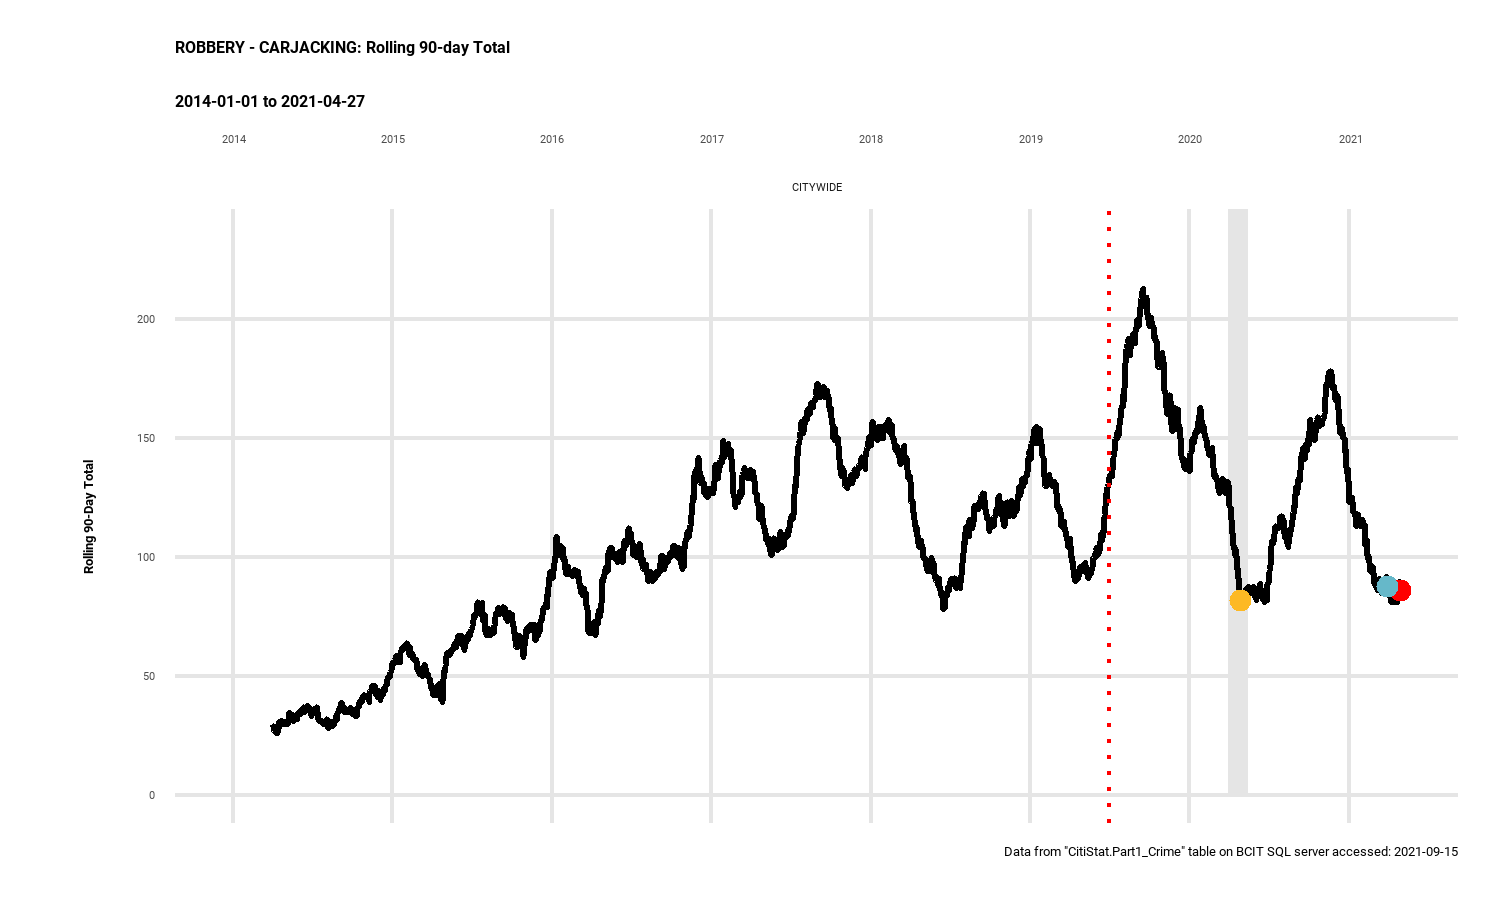 ROBBERY - CARJACKING: Rolling 90-day Total
2014-01-01 to 2021-04-27
2014 2015 2016 2017 2018 2019 2020 2021
CITYWIDE
200
150
100
50
0
Rolling 90-Day Total
Data from "CitiStat.Part1_Crime" table on BCIT SQL server accessed: 2021-09-15